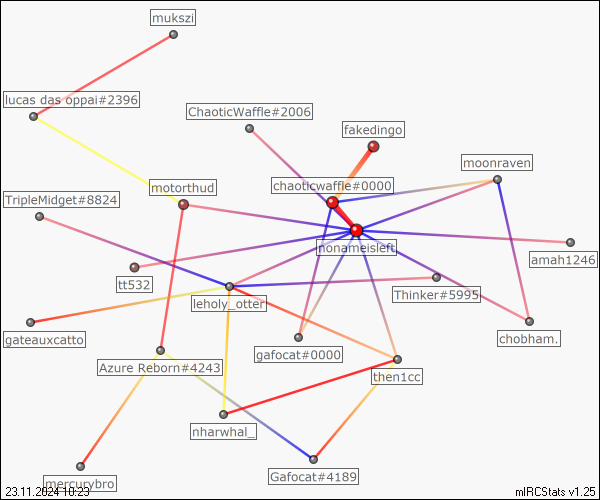 mukszi
lucas das oppai#2396
ChaoticWaffle#2006
fakedingo
moonraven
motorthud
chaoticwaffle#0000
TripleMidget#8824
nonameisleft
amah1246
tt532
leholy_otter
Thinker#5995
gateauxcatto
chobham.
gafocat#0000
Azure Reborn#4243
then1cc
nharwhal_
mercurybro
Gafocat#4189
23.11.2024 10:23
mIRCStats v1.25